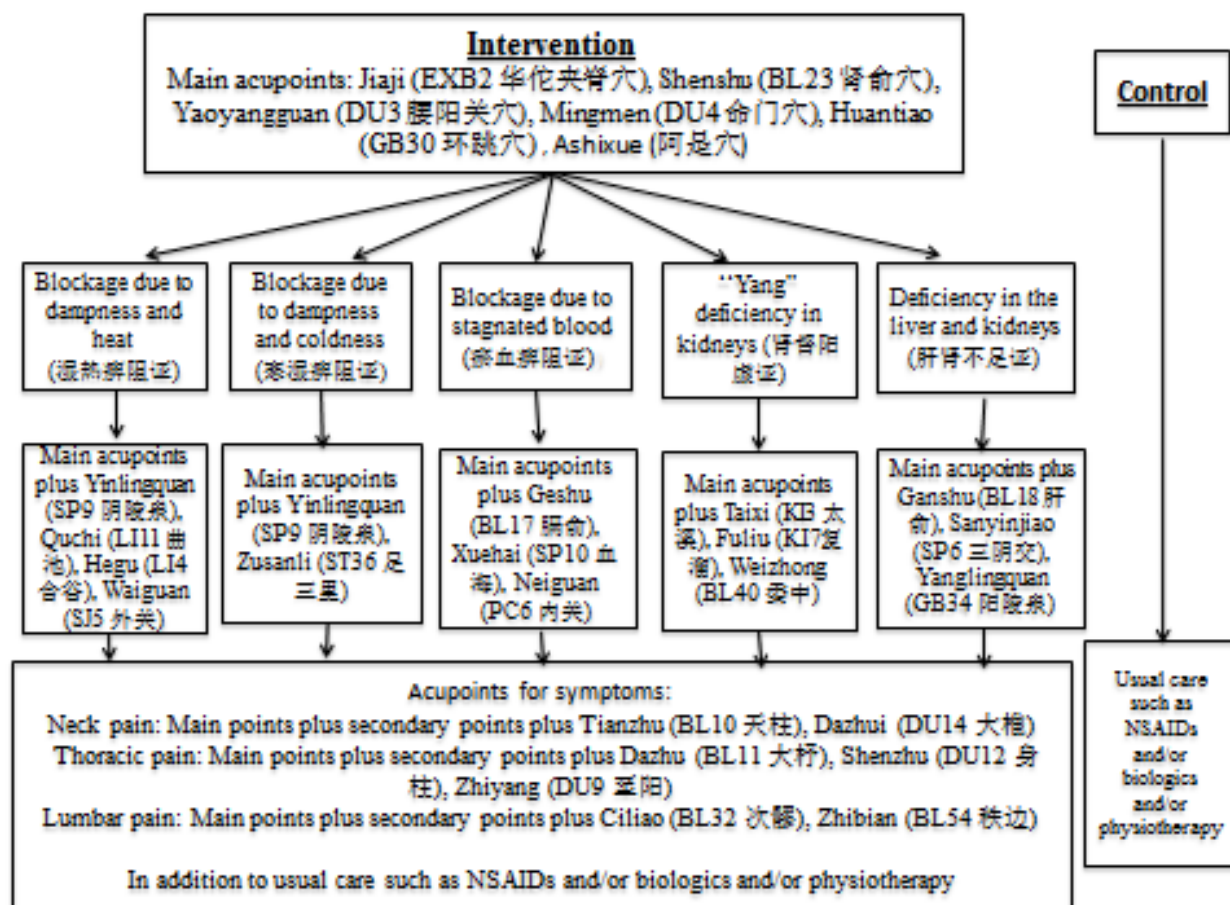 Intervention
Main acupoints: Jiaji (EXB2 华佗夹脊穴), Shenshu (BL23 肾俞穴),
Yaoyangguan (DU3 腰阳关穴), Mingmen (DU4 命门穴), Huantiao
(GB30 环跳穴) , Ashixue (阿是穴)
Control
Blockage due to
dampness and
heat
(湿热痹阻证)
Blockage due
to dampness
and coldness
(寒湿痹阻证)
Blockage due to
stagnated blood
(瘀血痹阻证)
“Yang”
deficiency in
kidneys (肾督阳
虚证)
Deficiency in the
liver and kidneys
(肝肾不足证)
Main acupoints
plus Yinlingquan
(SP9 阴陵泉),
Quchi (LI11 曲
池), Hegu (LI4
合谷), Waiguan
(SJ5 外关)
Main acupoints
plus Yinlingquan
(SP9 阴陵泉),
Zusanli (ST36 足
三里)
Main acupoints
plus Geshu
(BL17 膈俞),
Xuehai (SP10 血
海), Neiguan
(PC6 内关)
Main acupoints
plus Taixi (KI3 太
溪), Fuliu (KI7复
溜), Weizhong
(BL40 委中)
Main acupoints plus
Ganshu (BL18 肝
俞), Sanyinjiao
(SP6 三阴交),
Yanglingquan
(GB34 阳陵泉)
Acupoints for symptoms:
Neck pain: Main points plus secondary points plus Tianzhu (BL10 天柱), Dazhui (DU14 大椎)
Thoracic pain: Main points plus secondary points plus Dazhu (BL11 大杼), Shenzhu (DU12 身
柱), Zhiyang (DU9 至阳)
Lumbar pain: Main points plus secondary points plus Ciliao (BL32 次髎), Zhibian (BL54 秩边)
In addition to usual care such as NSAIDs and/or biologics and/or physiotherapy
Usual care
such as
NSAIDs
and/or
biologics
and/or
physiotherapy